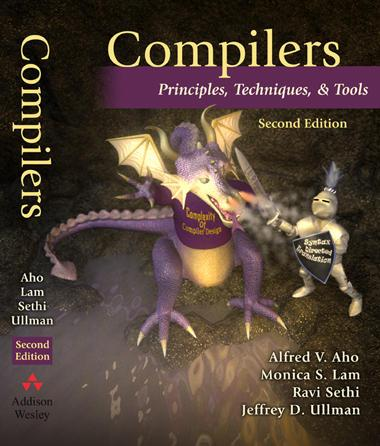 Compilers
Aho
Lam
Sethi
Ullman
Second
Edition
Addison
Wesley
Compilers
Principles, Techniques, & Tools
Second Edition
Complexity
Of
Compiler Design
Syntax
Directed
Translation
Alfred V. Aho
Monica S. Lam
Ravi Sethi
Jeffrey D. Ullman